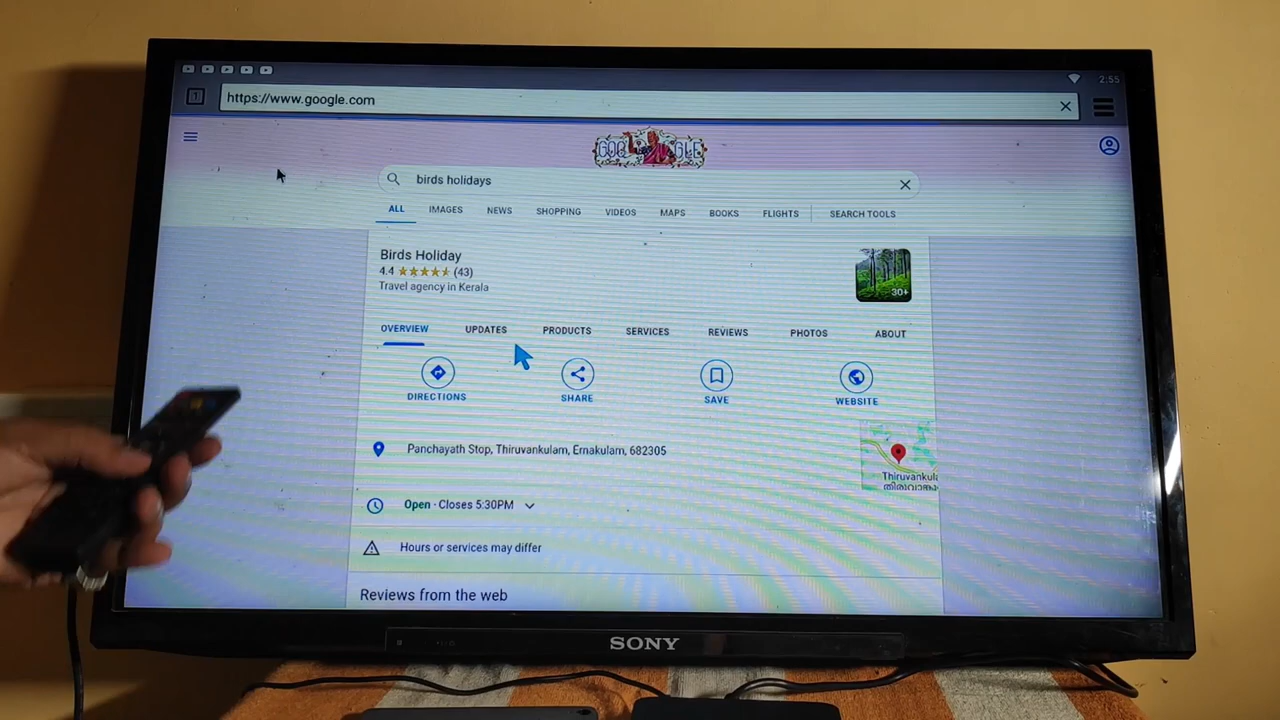 2:55
1
https://www.google.com
GOOGLE
birds holidays
ALL IMAGES NEWS SHOPPING VIDEOS MAPS BOOKS FLIGHTS SEARCH TOOLS
Birds Holiday
4.4 (43)
Travel agency in Kerala
30+
OVERVIEW UPDATES PRODUCTS SERVICES REVIEWS PHOTOS ABOUT
DIRECTIONS SHARE SAVE WEBSITE
Panchayath Stop, Thiruvankulam, Ernakulam, 682305
Thiruvankula
Open · Closes 5:30PM
Hours or services may differ
Reviews from the web
SONY